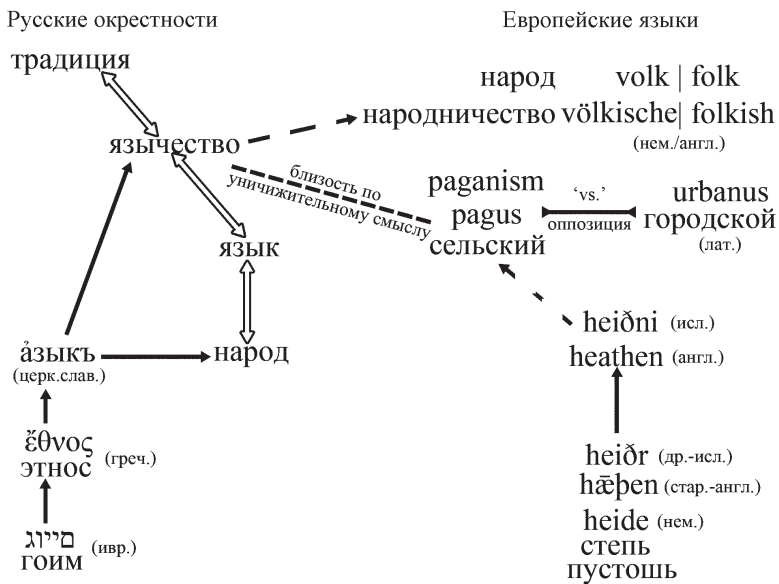 Русские окрестности
Европейские языки
традиция
народ volk | folk
язычество
народничество völkische | folkish
(нем./англ.)
близость по
уничижительному смыслу
paganism
pagus
сельский
'vs.'
оппозиция
urbanus
городской
(лат.)
язык
heiðni (исл.)
heathen (англ.)
а҆зыкъ
(церк.слав.)
народ
ἔθνος
этнос (греч.)
heiðr (др.-исл.)
hǣþen (стар.-англ.)
heide (нем.)
степь
пустошь
םייוג
гоим (ивр.)